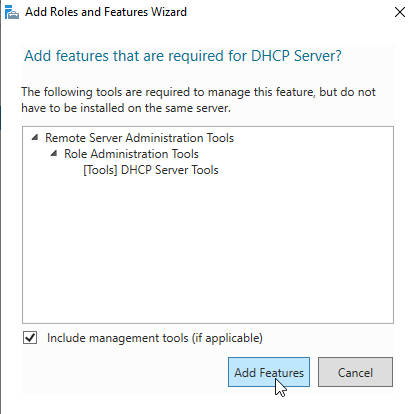 Add Roles and Features Wizard
Add features that are required for DHCP Server?
The following tools are required to manage this feature, but do not
have to be installed on the same server.
Remote Server Administration Tools
Role Administration Tools
[Tools] DHCP Server Tools
Include management tools (if applicable)
Add Features
Cancel